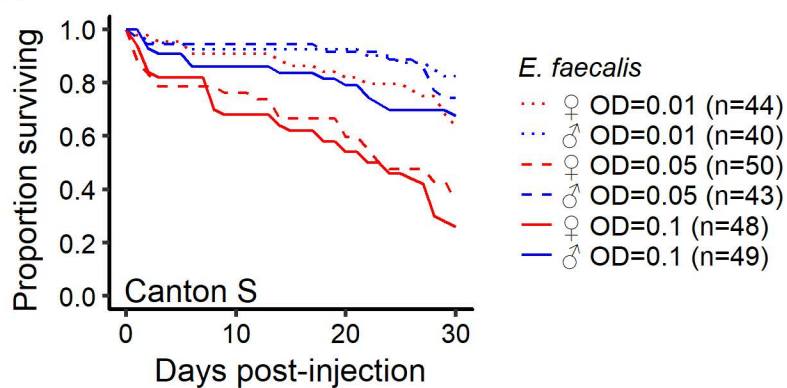 Proportion surviving
1.0
0.8
0.6
0.4
0.2
0.0
Canton S
0
10
20
30
Days post-injection
E. faecalis
♀ OD=0.01 (n=44)
♂ OD=0.01 (n=40)
♀ OD=0.05 (n=50)
♂ OD=0.05 (n=43)
♀ OD=0.1 (n=48)
♂ OD=0.1 (n=49)